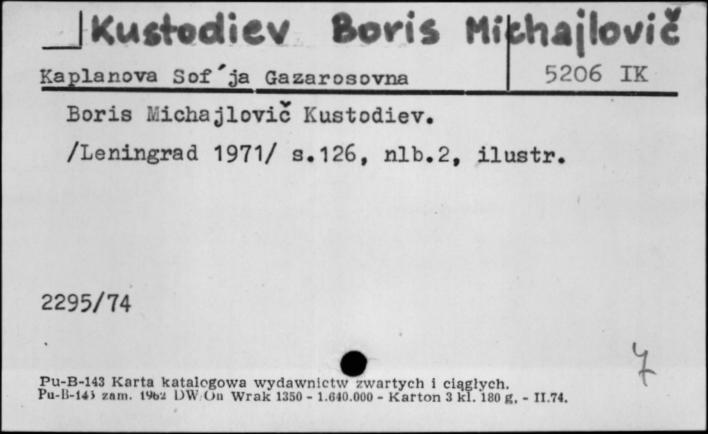 Kustodiev Boris Michajlovič
Kaplanova Sof´ja Gazarosovna 5206 IK
Boris Michajlovič Kustodiev.
/Leningrad 1971/ s.126, nlb.2, ilustr.
2295/74
7
Pu-B-143 Karta katalogowa wydawnictw zwartych i ciągłych.
Pu-B-143 zam. 1962 DW/On Wrak 1350 - 1.640.000 - Karton 3 kl. 180 g. - II.74.